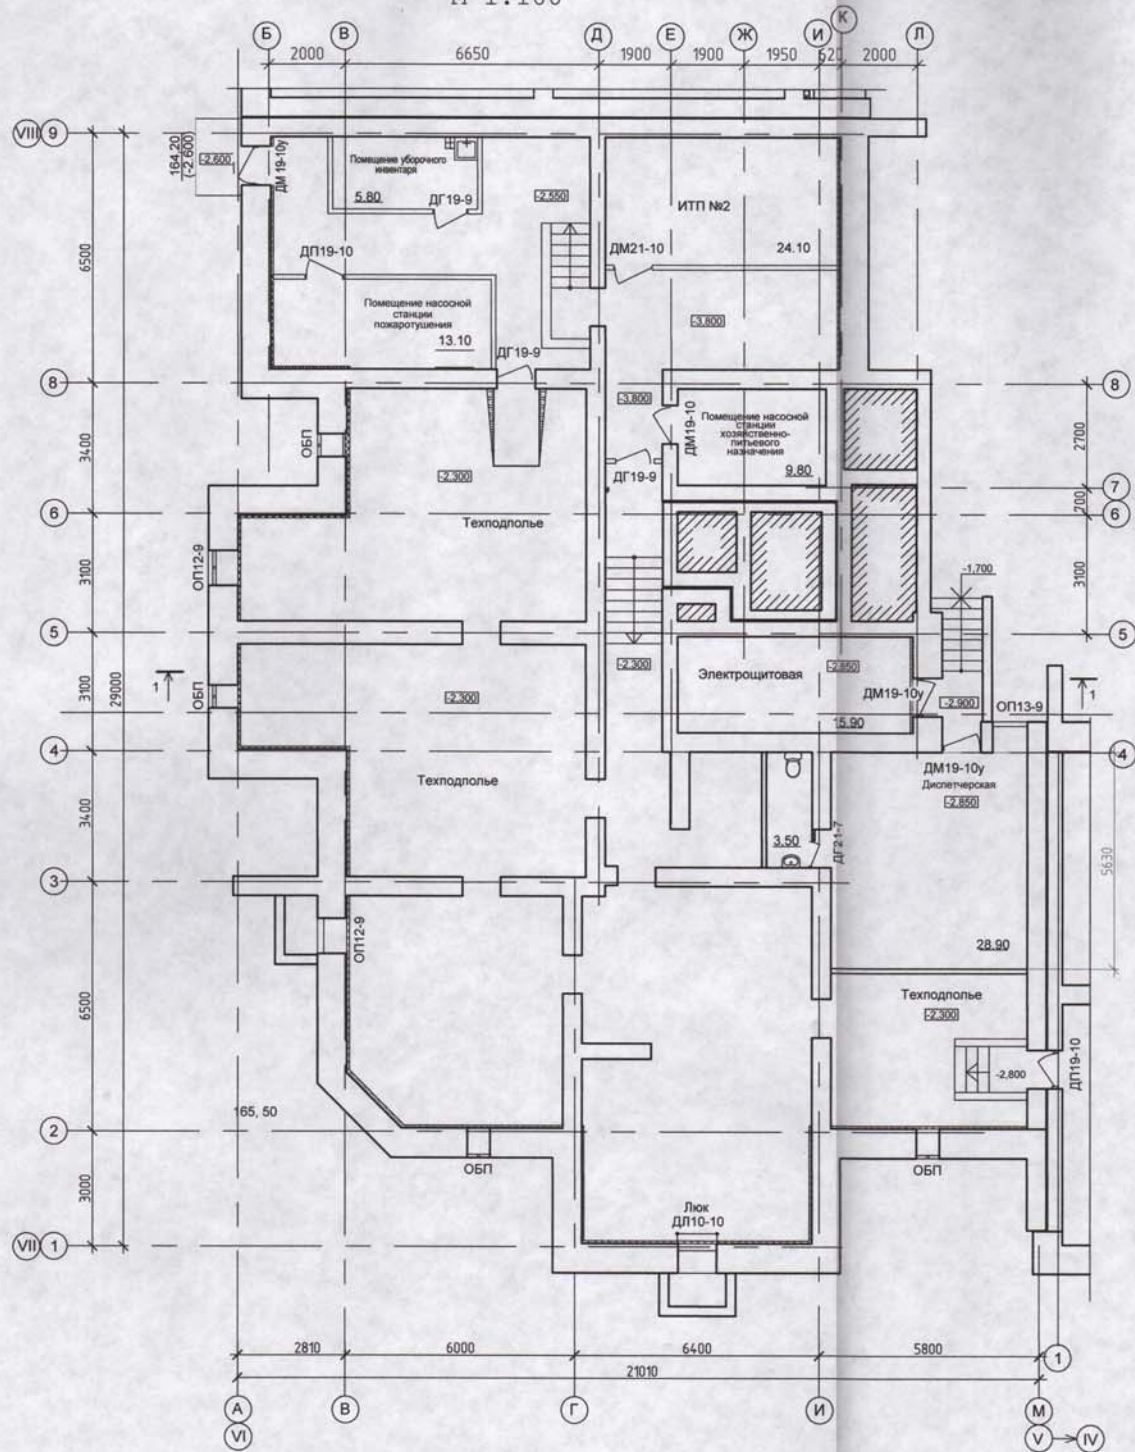 М 1:100
Б
В
Д
Е
Ж
И
К
Л
2000
6650
1900
1900
1950
520
2000
VIII
9
164.20
(-2.600)
-2.600
ДМ 19-10у
Помещение уборочного
инвентаря
5.80
ДГ19-9
-2.550
ИТП №2
ДМ21-10
24.10
6500
ДП19-10
Помещение насосной
станции
пожаротушения
13.10
-3.800
ДГ19-9
8
8
-3.800
ДМ19-10
Помещение насосной
станции
хозяйственно-
питьевого
назначения
9.80
2700
3400
ОБП
-2.300
ДГ19-9
7
200
6
6
Техподполье
ОП12-9
3100
3100
-1,700
5
5
29000
3100
1
ОБП
-2.300
-2.300
Электрощитовая
-2.850
ДМ19-10у
15.90
-2.900
ОП13-9
1
4
4
Техподполье
ДМ19-10у
Диспетчерская
-2.850
3400
3.50
ДГ21-7
5630
3
ОП12-9
28.90
6500
Техподполье
-2.300
-2,800
ДП19-10
165, 50
2
ОБП
ОБП
3000
Люк
ДЛ10-10
VII
1
2810
6000
6400
5800
1
21010
А
В
Г
И
М
VI
V
IV